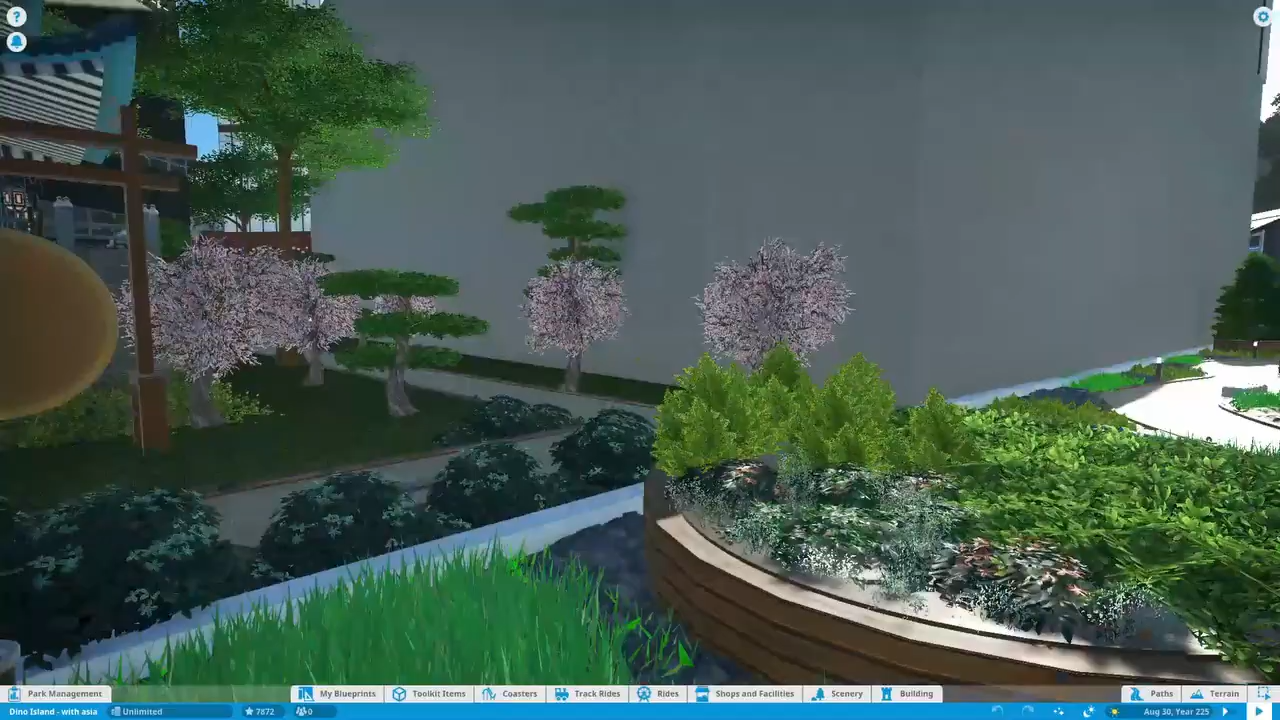 ?
Park Management
My Blueprints
Toolkit Items
Coasters
Track Rides
Rides
Shops and Facilities
Scenery
Building
Paths
Terrain
Dino Island - with asia
Unlimited
7872
0
Aug 30, Year 225